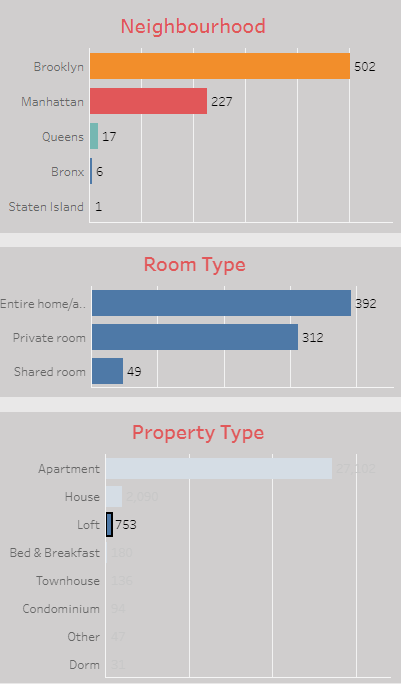 Neighbourhood
Brooklyn 502
Manhattan 227
Queens 17
Bronx 6
Staten Island 1
Room Type
Entire home/a.. 392
Private room 312
Shared room 49
Property Type
Apartment 27,102
House 2,090
Loft 753
Bed & Breakfast 180
Townhouse 136
Condominium 94
Other 47
Dorm 31